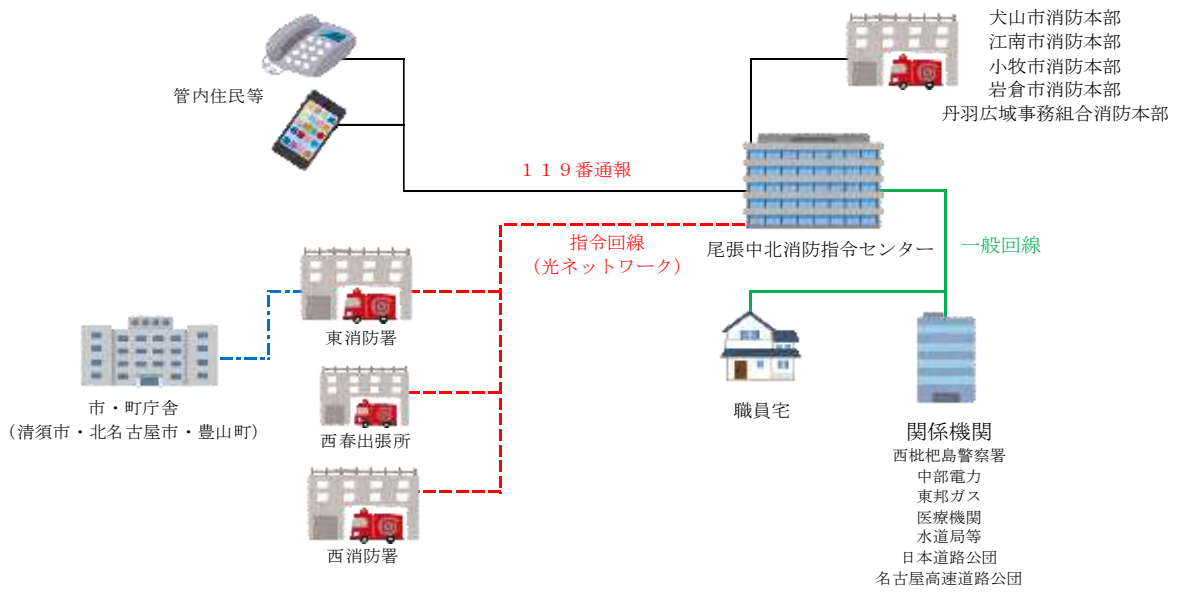 犬山市消防本部
江南市消防本部
小牧市消防本部
岩倉市消防本部
丹羽広域事務組合消防本部
管内住民等
１１９番通報
尾張中北消防指令センター
一般回線
指令回線
（光ネットワーク）
東消防署
市・町庁舎
（清須市・北名古屋市・豊山町）
西春出張所
西消防署
職員宅
関係機関
西枇杷島警察署
中部電力
東邦ガス
医療機関
水道局等
日本道路公団
名古屋高速道路公団